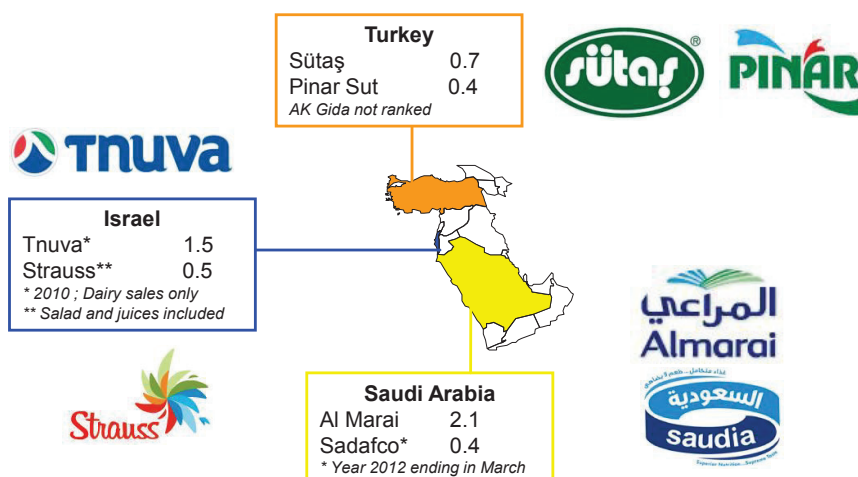 Turkey
Sütaş 0.7
Pinar Sut 0.4
AK Gida not ranked
sütaş ®
PINAR
TNUVA
Israel
Tnuva* 1.5
Strauss** 0.5
* 2010 ; Dairy sales only
** Salad and juices included
المراعي
Almarai
Strauss
Saudi Arabia
Al Marai 2.1
Sadafco* 0.4
* Year 2012 ending in March
السعودية
saudia